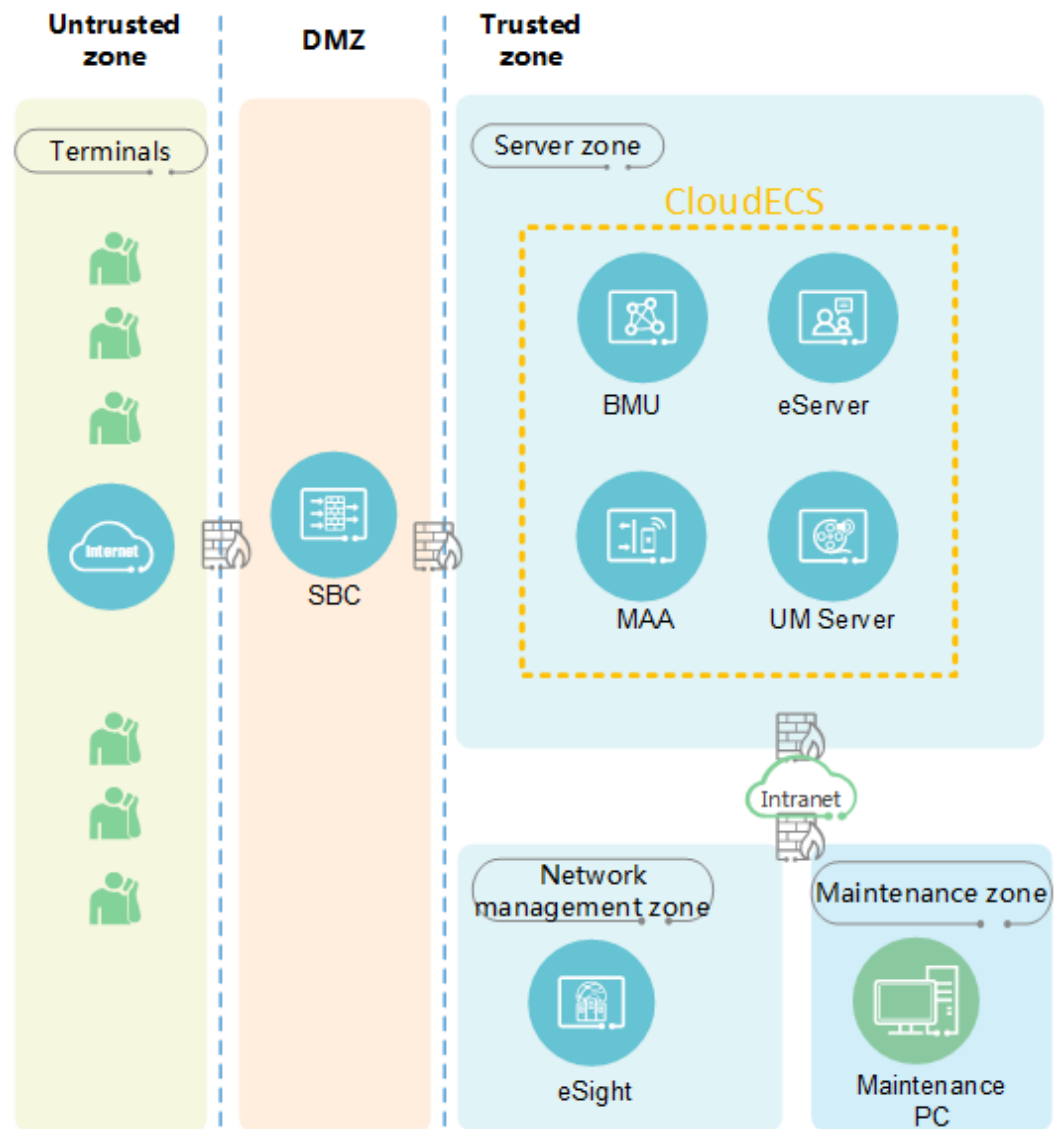 Untrusted
zone
DMZ
Trusted
zone
Terminals
Server zone
CloudECS
BMU
eServer
Internet
SBC
MAA
UM Server
Intranet
Network
management zone
Maintenance zone
eSight
Maintenance
PC